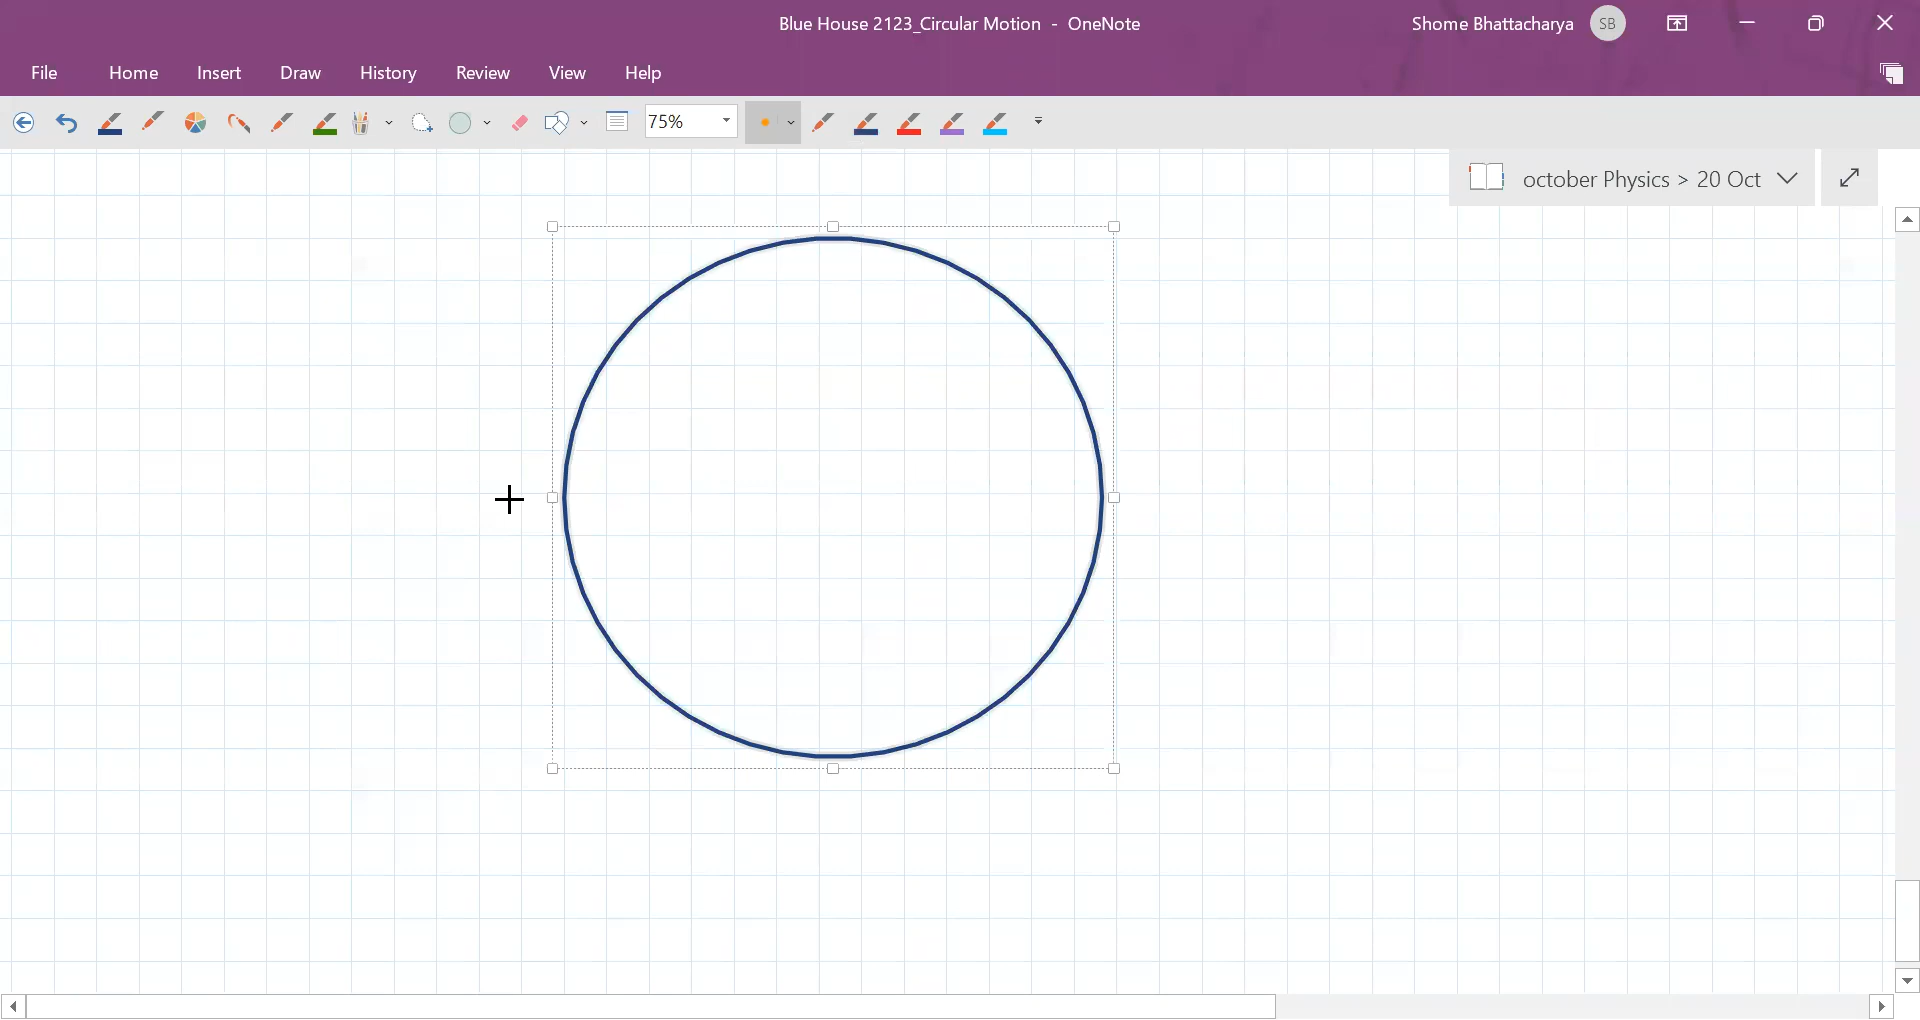 Blue House 2123_Circular Motion - OneNote
Shome Bhattacharya SB
File Home Insert Draw History Review View Help
75%
october Physics > 20 Oct